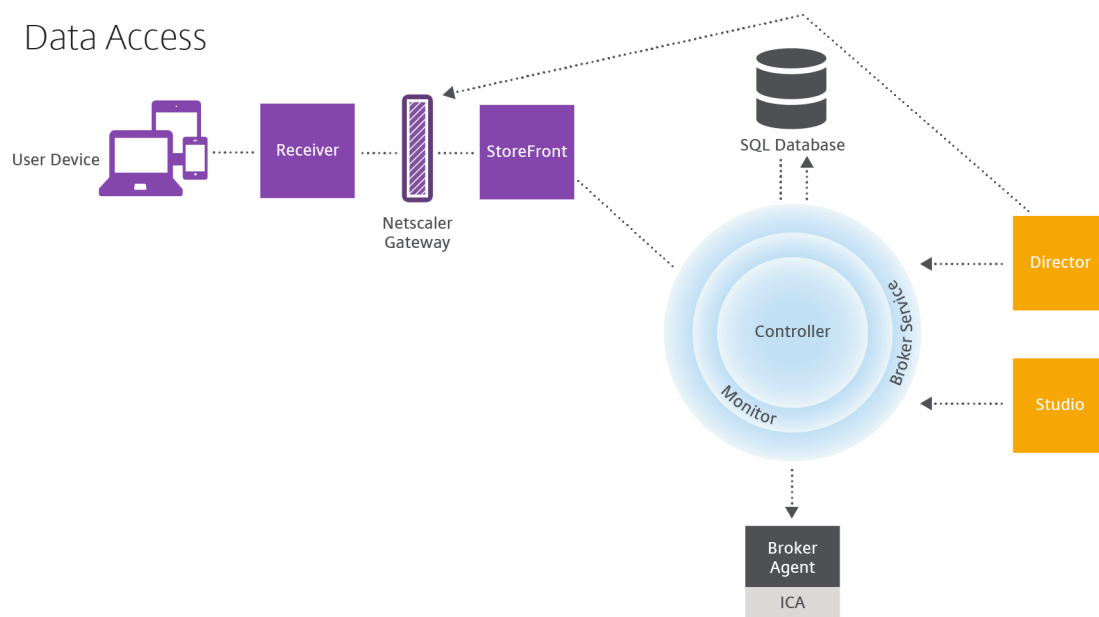 Data Access
User Device
Receiver
Netscaler
Gateway
StoreFront
SQL Database
Controller
Monitor
Broker Service
Director
Studio
Broker
Agent
ICA